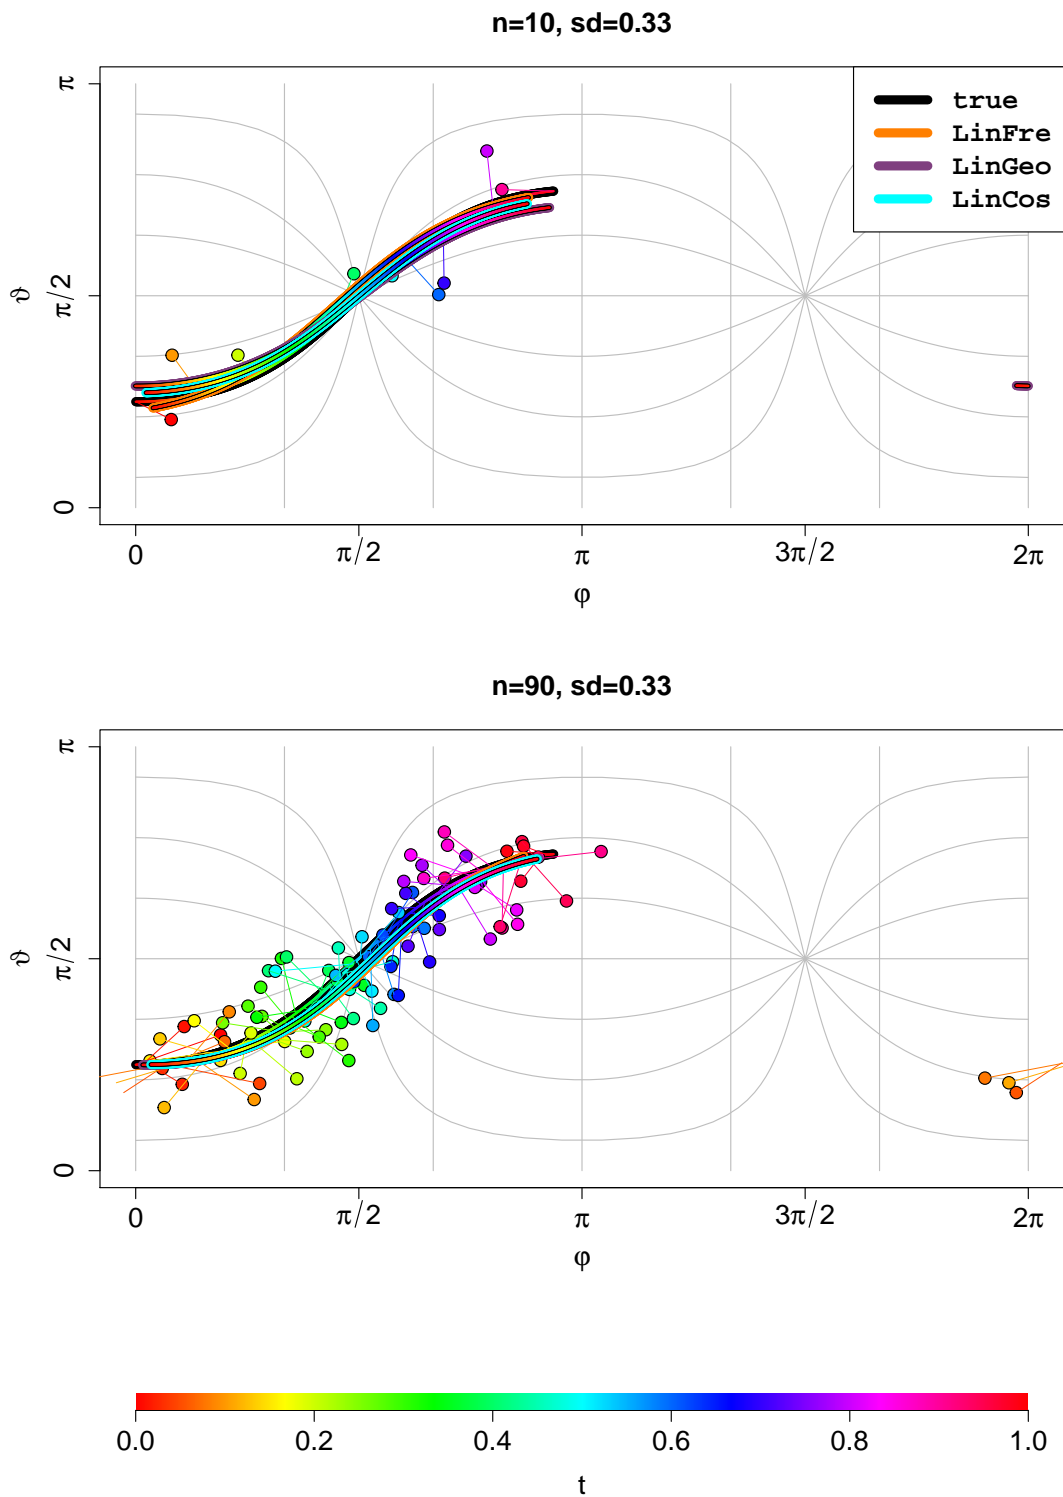 n=10, sd=0.33
π
π/2
0
ϑ
true
LinFre
LinGeo
LinCos
0 π/2 π 3π/2 2π
φ
n=90, sd=0.33
π
π/2
0
ϑ
0 π/2 π 3π/2 2π
φ
0.0 0.2 0.4 0.6 0.8 1.0
t